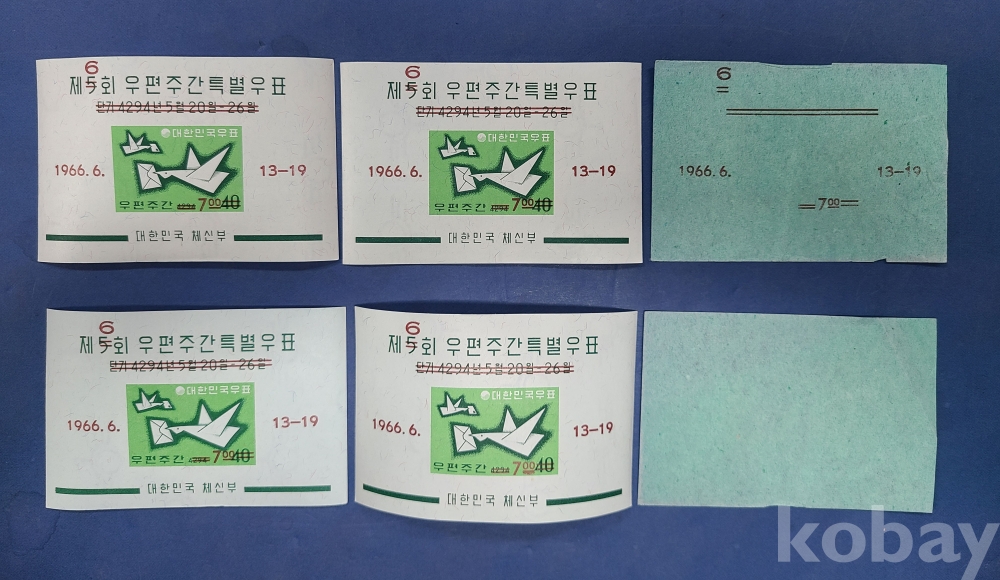 6
제5회 우편주간특별우표
단기 4294년 5월 20일-26일
대한민국우표
1966. 6. 13-19
우편주간 4294 700 40
대한민국 체신부
6
제5회 우편주간특별우표
단기 4294년 5월 20일-26일
대한민국우표
1966. 6. 13-19
우편주간 4294 700 40
대한민국 체신부
6
1966. 6. 13-19
700
6
제5회 우편주간특별우표
단기 4294년 5월 20일-26일
대한민국우표
1966. 6. 13-19
우편주간 4294 700 40
대한민국 체신부
6
제5회 우편주간특별우표
단기 4294년 5월 20일-26일
대한민국우표
1966. 6. 13-19
우편주간 4294 700 40
대한민국 체신부
kobay